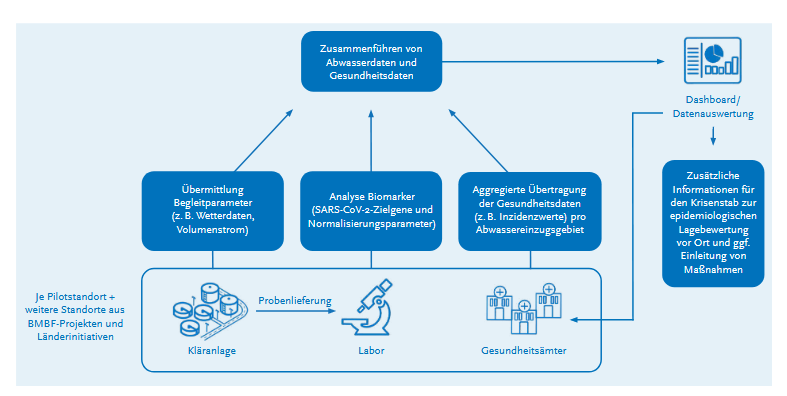 Zusammenführen von
Abwasserdaten und
Gesundheitsdaten
Dashboard/
Datenauswertung
Übermittlung
Begleitparameter
(z. B. Wetterdaten,
Volumenstrom)
Analyse Biomarker
(SARS-CoV-2-Zielgene und
Normalisierungsparameter)
Aggregierte Übertragung
der Gesundheitsdaten
(z. B. Inzidenzwerte) pro
Abwassereinzugsgebiet
Zusätzliche
Informationen für
den Krisenstab zur
epidemiologischen
Lagebewertung
vor Ort und ggf.
Einleitung von
Maßnahmen
Je Pilotstandort +
weitere Standorte aus
BMBF-Projekten und
Länderinitiativen
Probenlieferung
Kläranlage
Labor
Gesundheitsämter